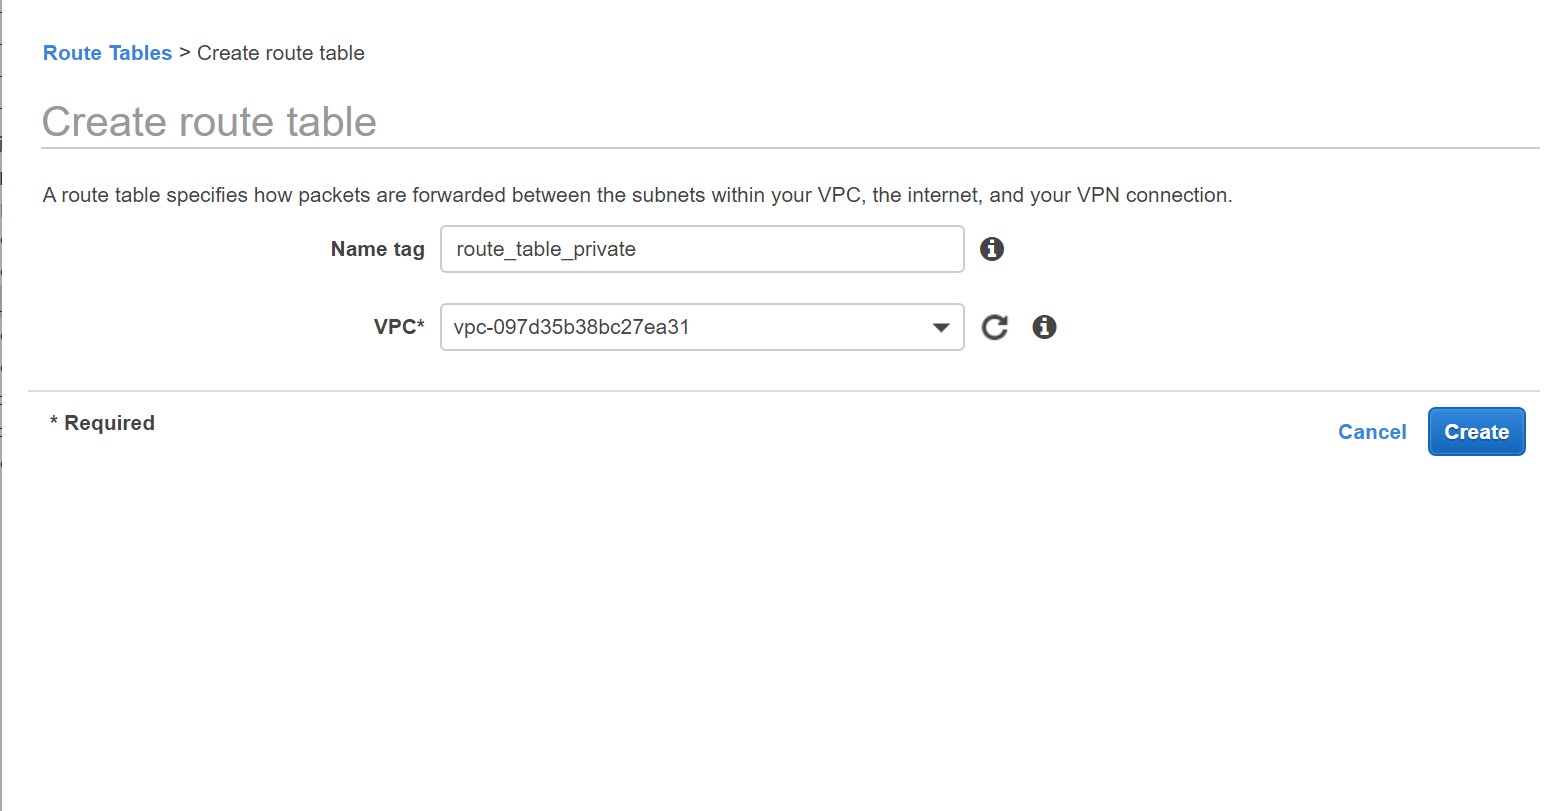 Route Tables > Create route table
Create route table
A route table specifies how packets are forwarded between the subnets within your VPC, the internet, and your VPN connection.
Name tag route_table_private
VPC* vpc-097d35b38bc27ea31
* Required
Cancel Create